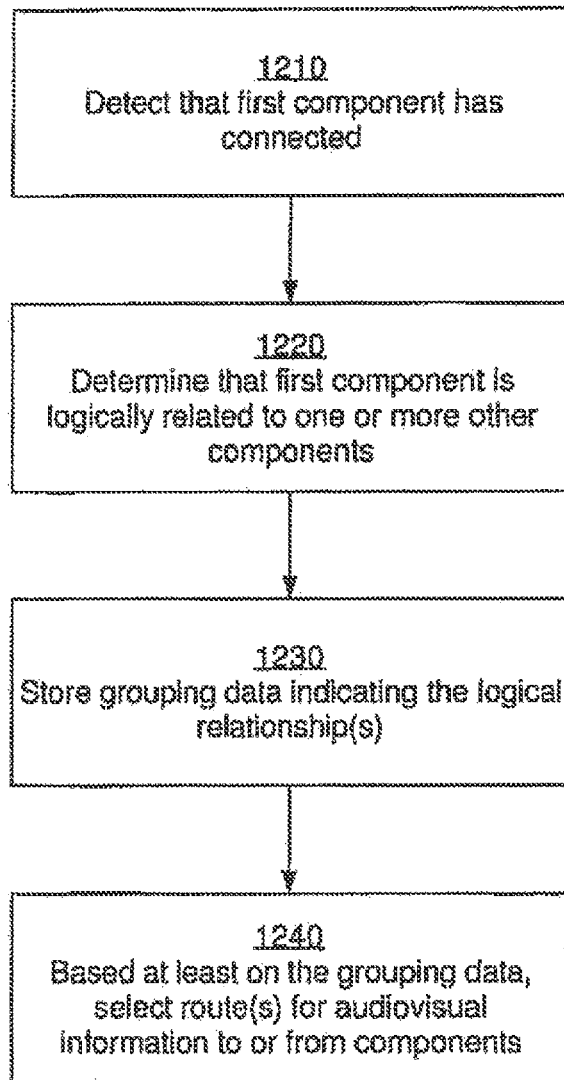 1210
Detect that first component has
connected
1220
Determine that first component is
logically related to one or more other
components
1230
Store grouping data indicating the logical
relationship(s)
1240
Based at least on the grouping data,
select route(s) for audiovisual
information to or from components